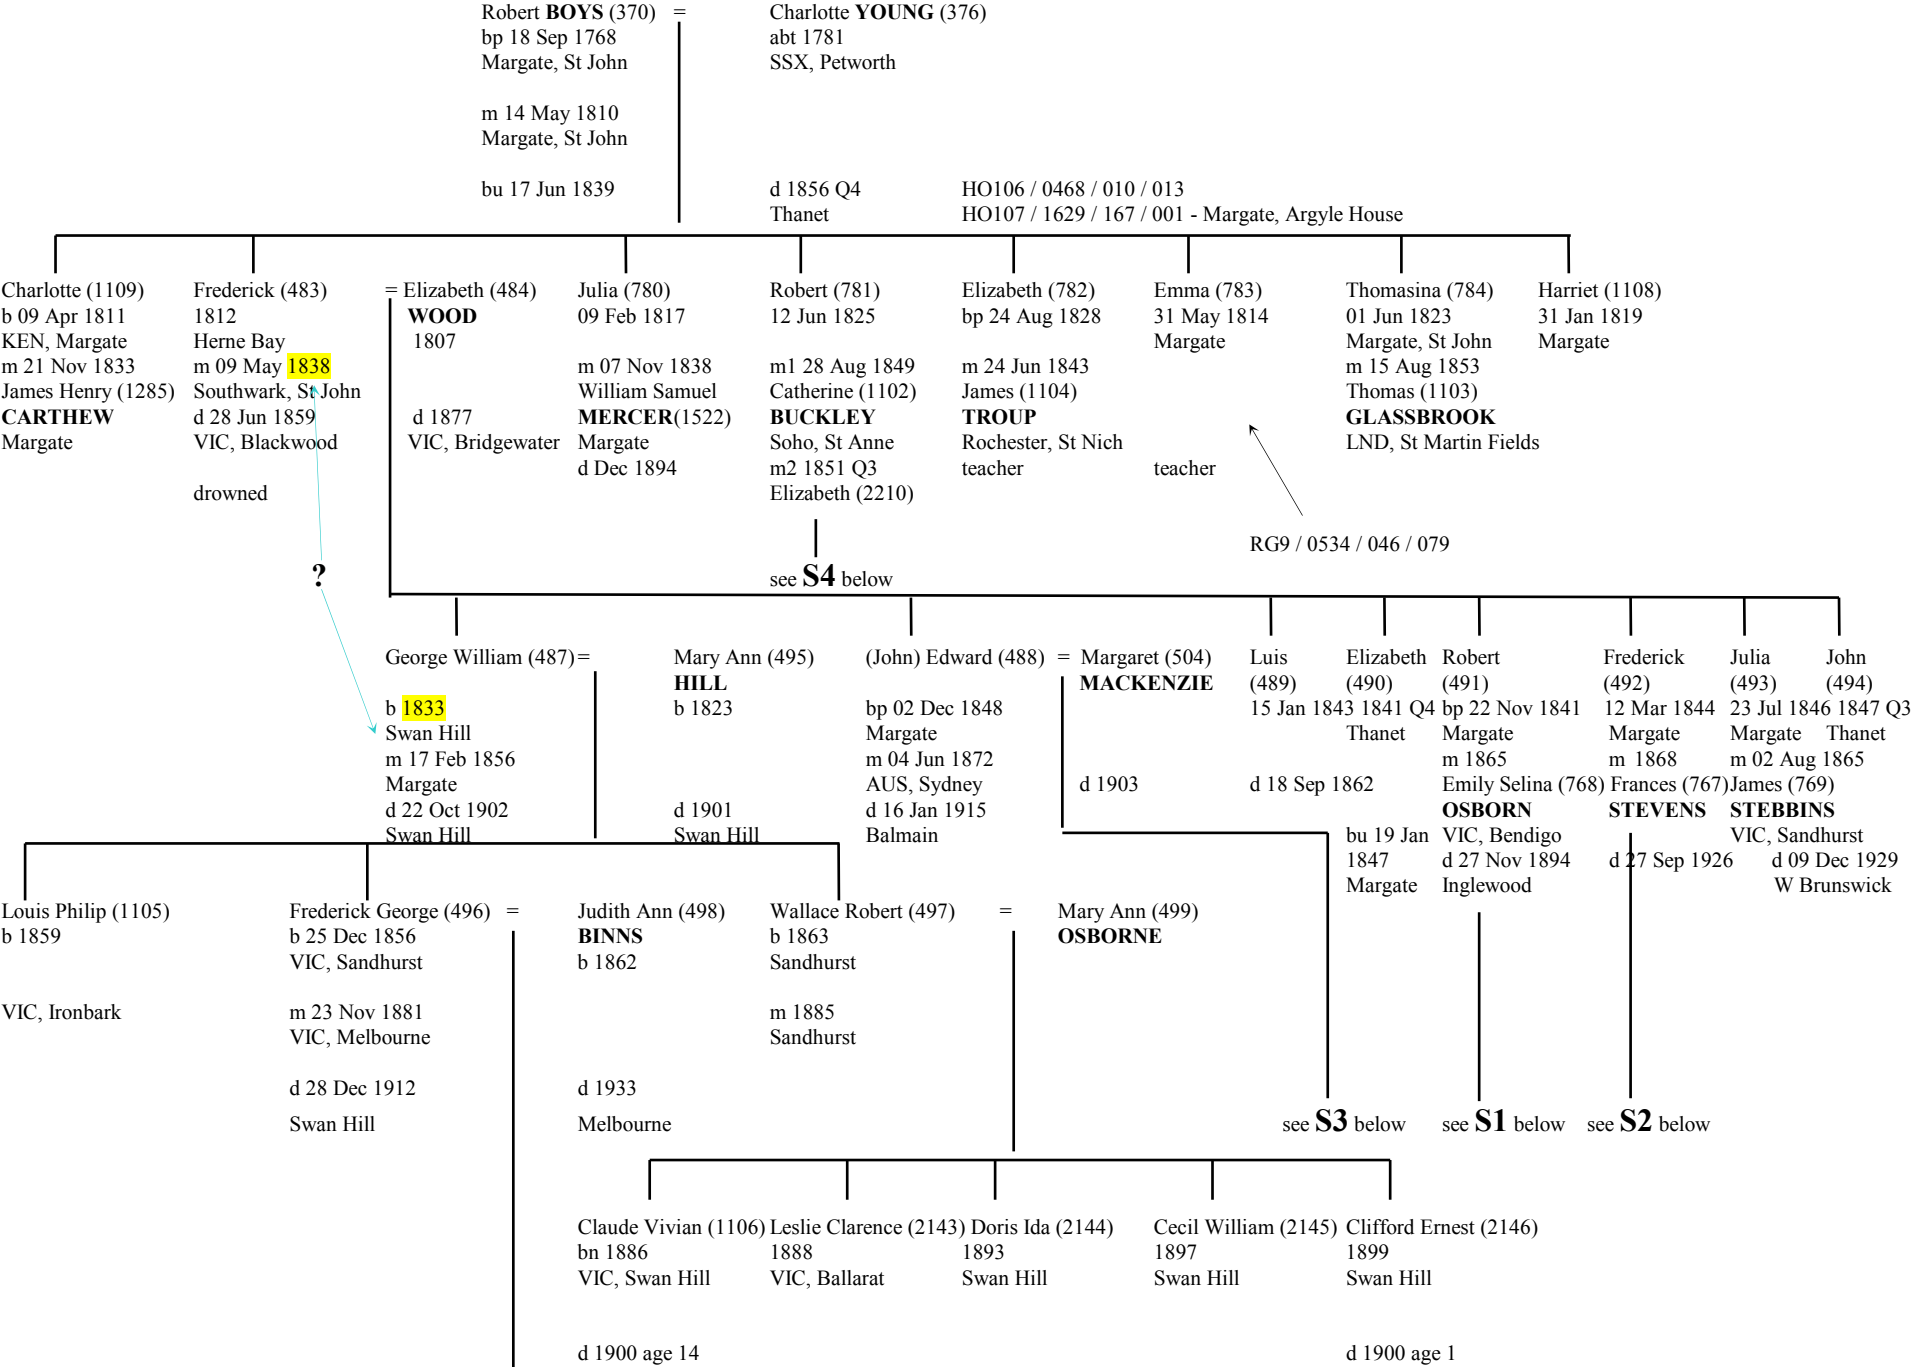 Robert BOYS (370) = Charlotte YOUNG (376)
bp 18 Sep 1768 abt 1781
Margate, St John SSX, Petworth
m 14 May 1810
Margate, St John
bu 17 Jun 1839 d 1856 Q4 HO106 / 0468 / 010 / 013
Thanet HO107 / 1629 / 167 / 001 - Margate, Argyle House
Charlotte (1109) Frederick (483) = Elizabeth (484) Julia (780) Robert (781) Elizabeth (782) Emma (783) Thomasina (784) Harriet (1108)
b 09 Apr 1811 1812 WOOD 09 Feb 1817 12 Jun 1825 bp 24 Aug 1828 31 May 1814 01 Jun 1823 31 Jan 1819
KEN, Margate Herne Bay 1807 Margate Margate, St John Margate
m 21 Nov 1833 m 09 May 1838 m 07 Nov 1838 m1 28 Aug 1849 m 24 Jun 1843 m 15 Aug 1853
James Henry (1285) Southwark, St John William Samuel Catherine (1102) James (1104) Thomas (1103)
CARTHEW d 28 Jun 1859 d 1877 MERCER(1522) BUCKLEY TROUP GLASSBROOK
Margate VIC, Blackwood VIC, Bridgewater Margate Soho, St Anne Rochester, St Nich LND, St Martin Fields
d Dec 1894 m2 1851 Q3 teacher teacher
drowned Elizabeth (2210)
RG9 / 0534 / 046 / 079
? see S4 below
George William (487)= Mary Ann (495) (John) Edward (488) = Margaret (504) Luis Elizabeth Robert Frederick Julia John
HILL MACKENZIE (489) (490) (491) (492) (493) (494)
b 1833 b 1823 bp 02 Dec 1848 15 Jan 1843 1841 Q4 bp 22 Nov 1841 12 Mar 1844 23 Jul 1846 1847 Q3
Swan Hill Margate Thanet Margate Margate Margate Thanet
m 17 Feb 1856 m 04 Jun 1872 m 1865 m 1868 m 02 Aug 1865
Margate AUS, Sydney d 1903 d 18 Sep 1862 Emily Selina (768) Frances (767) James (769)
d 22 Oct 1902 d 1901 d 16 Jan 1915 OSBORN STEVENS STEBBINS
Swan Hill Swan Hill Balmain bu 19 Jan VIC, Bendigo VIC, Sandhurst
1847 d 27 Nov 1894 d 27 Sep 1926 d 09 Dec 1929
Margate Inglewood W Brunswick
Louis Philip (1105) Frederick George (496) = Judith Ann (498) Wallace Robert (497) = Mary Ann (499)
b 1859 b 25 Dec 1856 BINNS b 1863 OSBORNE
VIC, Sandhurst b 1862 Sandhurst
VIC, Ironbark m 23 Nov 1881 m 1885
VIC, Melbourne Sandhurst
d 28 Dec 1912 d 1933
Swan Hill Melbourne see S3 below see S1 below see S2 below
Claude Vivian (1106) Leslie Clarence (2143) Doris Ida (2144) Cecil William (2145) Clifford Ernest (2146)
bn 1886 1888 1893 1897 1899
VIC, Swan Hill VIC, Ballarat Swan Hill Swan Hill Swan Hill
d 1900 age 14 d 1900 age 1